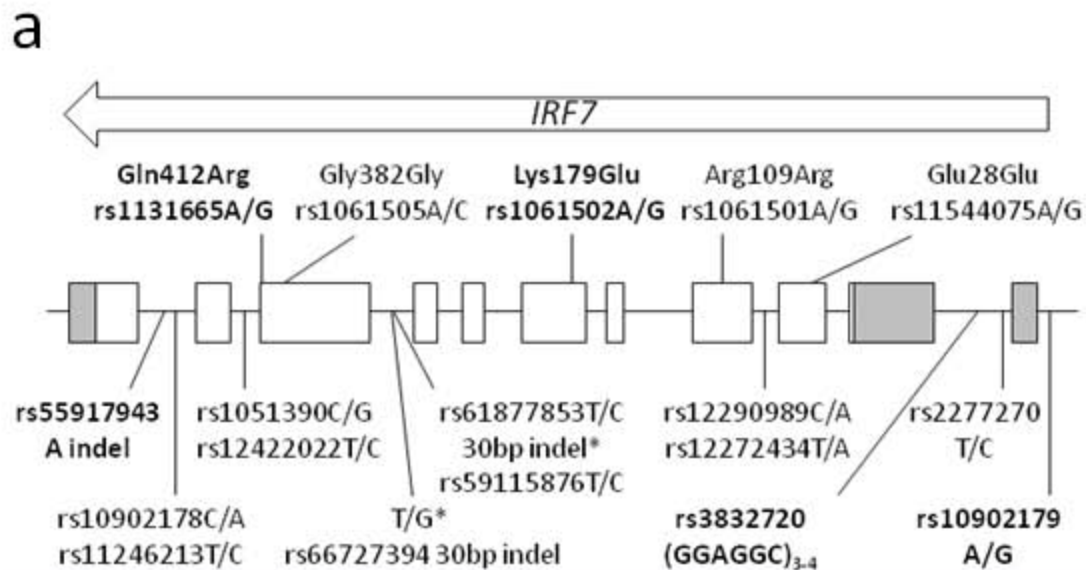 a
IRF7
Gln412Arg Gly382Gly Lys179Glu Arg109Arg Glu28Glu
rs1131665A/G rs1061505A/C rs1061502A/G rs1061501A/G rs11544075A/G
rs55917943 rs1051390C/G rs61877853T/C rs12290989C/A rs2277270
A indel rs12422022T/C 30bp indel* rs12272434T/A T/C
rs59115876T/C
rs10902178C/A T/G* rs3832720 rs10902179
rs11246213T/C rs66727394 30bp indel (GGAGGC)3-4 A/G